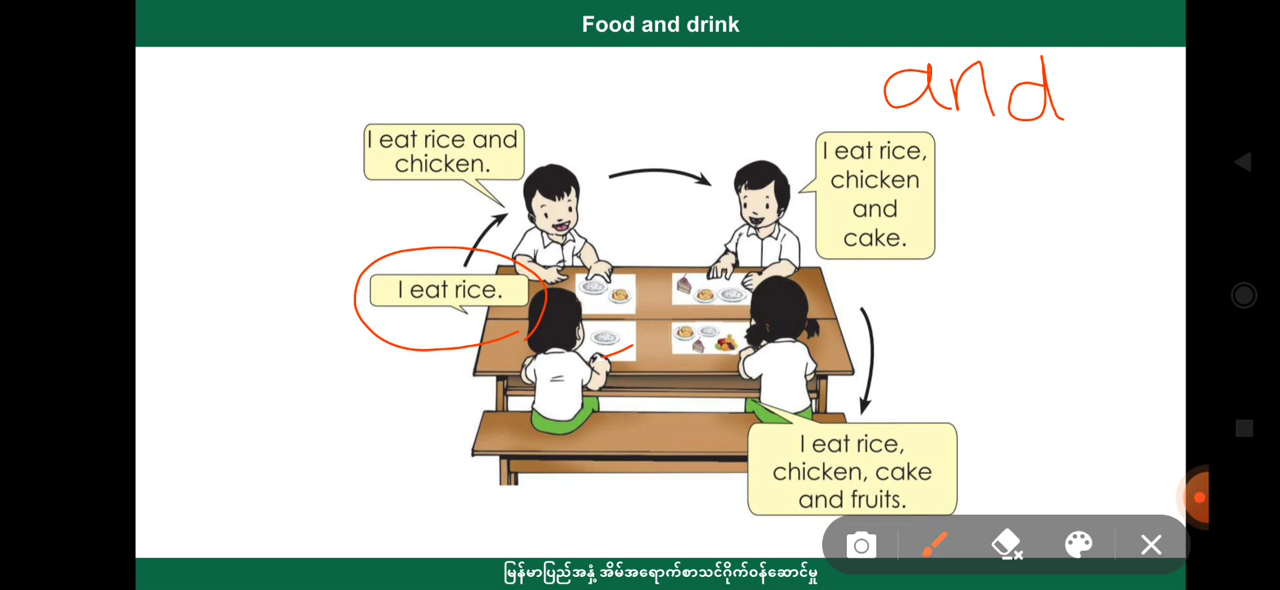 Food and drink
and
I eat rice and
chicken.
I eat rice,
chicken
and
cake.
I eat rice.
I eat rice,
chicken, cake
and fruits.
မြန်မာပြည်အနှံ့ အိမ်အရောက်စာသင်ဂိုက်ဝန်ဆောင်မှု